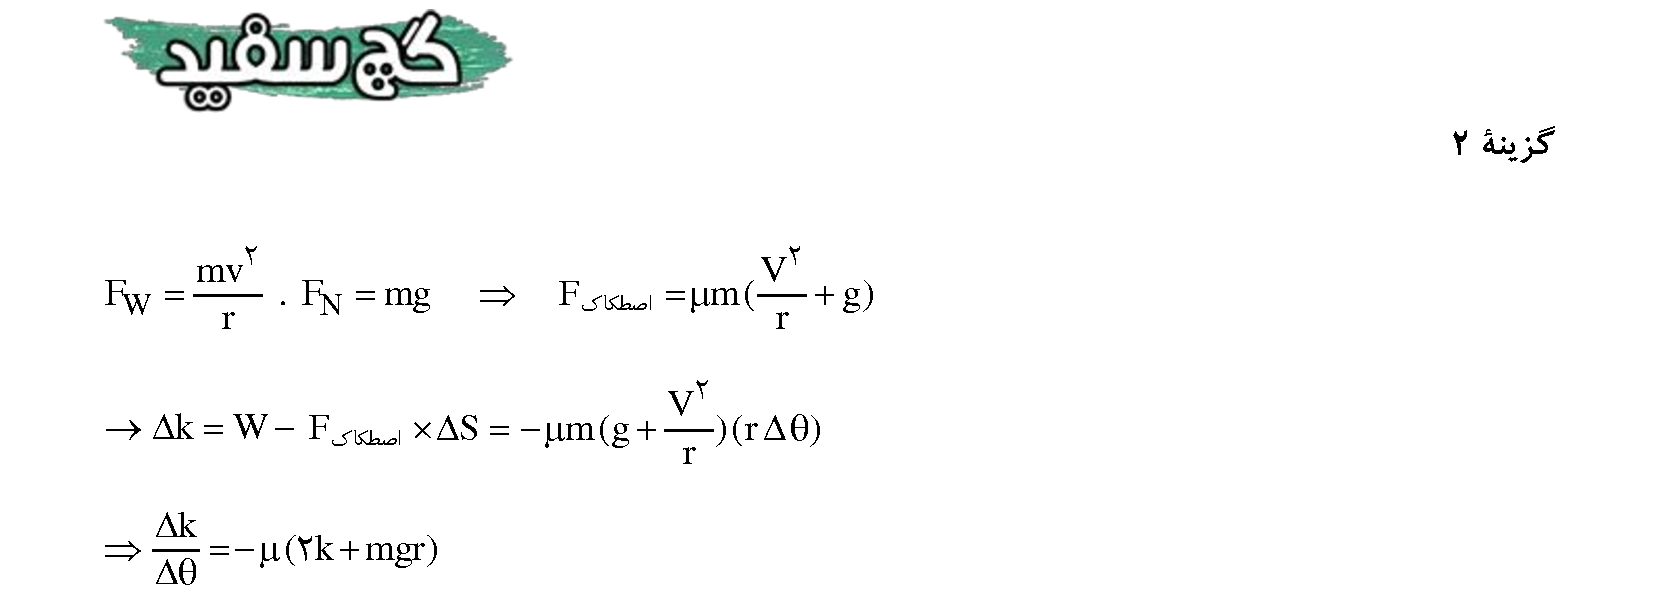 گچ سفید
گزینهٔ ۲
F_W = mv^۲/r . F_N = mg ⇒ F_اصطکاک = μm(V^۲/r + g)
→ Δk = W − F_اصطکاک × ΔS = −μm(g + V^۲/r)(r Δθ)
⇒ Δk/Δθ = −μ(۲k + mgr)